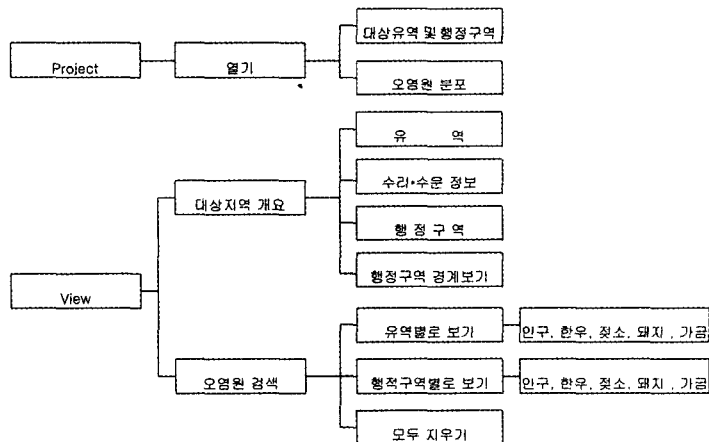 대상유역 및 행정구역
Project
열기
오염원 분포
유 역
수리•수문 정보
대상지역 개요
행 정 구 역
행정구역 경계보기
View
유역별로 보기
인구, 한우, 젖소, 돼지 , 가금
오염원 검색
행적구역별로 보기
인구, 한우, 젖소, 돼지 , 가금
모두 지우기